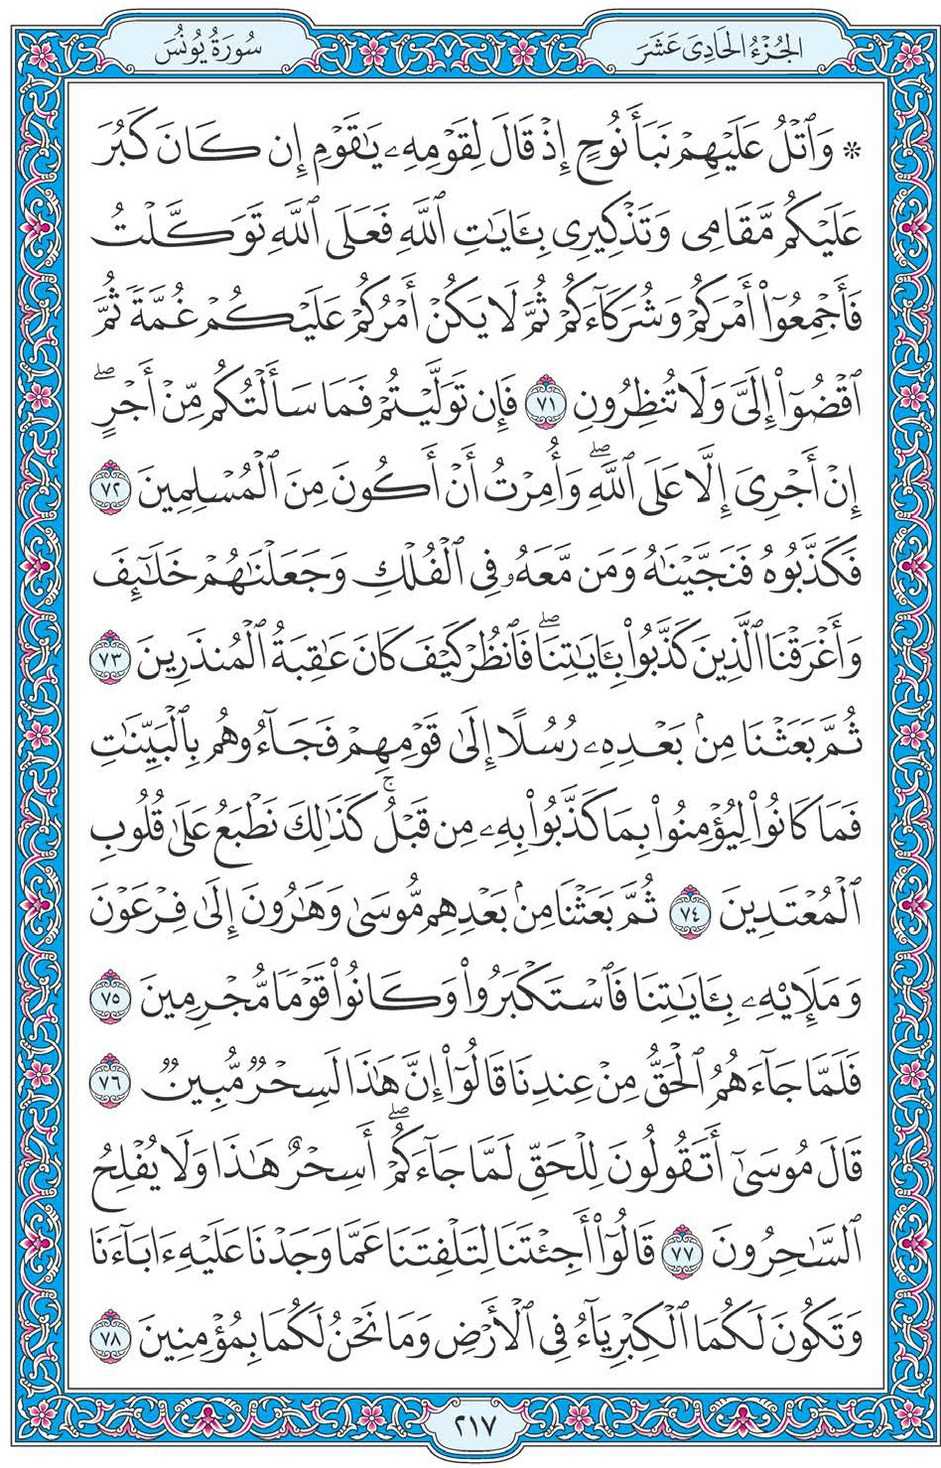 الجُزْءُ الحَادِىَ عَشَرَ
سُورَةُ يُونُسَ
۞ وَٱتْلُ عَلَيْهِمْ نَبَأَ نُوحٍ إِذْ قَالَ لِقَوْمِهِۦ يَٰقَوْمِ إِن كَانَ كَبُرَ
عَلَيْكُم مَّقَامِى وَتَذْكِيرِى بِـَٔايَٰتِ ٱللَّهِ فَعَلَى ٱللَّهِ تَوَكَّلْتُ
فَأَجْمِعُوٓاْ أَمْرَكُمْ وَشُرَكَآءَكُمْ ثُمَّ لَا يَكُنْ أَمْرُكُمْ عَلَيْكُمْ غُمَّةً ثُمَّ
ٱقْضُوٓاْ إِلَىَّ وَلَا تُنظِرُونِ ٧١ فَإِن تَوَلَّيْتُمْ فَمَا سَأَلْتُكُم مِّنْ أَجْرٍۖ
إِنْ أَجْرِىَ إِلَّا عَلَى ٱللَّهِۖ وَأُمِرْتُ أَنْ أَكُونَ مِنَ ٱلْمُسْلِمِينَ ٧٢
فَكَذَّبُوهُ فَنَجَّيْنَٰهُ وَمَن مَّعَهُۥ فِى ٱلْفُلْكِ وَجَعَلْنَٰهُمْ خَلَٰٓئِفَ
وَأَغْرَقْنَا ٱلَّذِينَ كَذَّبُواْ بِـَٔايَٰتِنَاۖ فَٱنظُرْ كَيْفَ كَانَ عَٰقِبَةُ ٱلْمُنذَرِينَ ٧٣
ثُمَّ بَعَثْنَا مِنۢ بَعْدِهِۦ رُسُلًا إِلَىٰ قَوْمِهِمْ فَجَآءُوهُم بِٱلْبَيِّنَٰتِ
فَمَا كَانُواْ لِيُؤْمِنُواْ بِمَا كَذَّبُواْ بِهِۦ مِن قَبْلُۚ كَذَٰلِكَ نَطْبَعُ عَلَىٰ قُلُوبِ
ٱلْمُعْتَدِينَ ٧٤ ثُمَّ بَعَثْنَا مِنۢ بَعْدِهِم مُّوسَىٰ وَهَٰرُونَ إِلَىٰ فِرْعَوْنَ
وَمَلَإِيْهِۦ بِـَٔايَٰتِنَا فَٱسْتَكْبَرُواْ وَكَانُواْ قَوْمًا مُّجْرِمِينَ ٧٥
فَلَمَّا جَآءَهُمُ ٱلْحَقُّ مِنْ عِندِنَا قَالُوٓاْ إِنَّ هَٰذَا لَسِحْرٌ مُّبِينٌ ٧٦
قَالَ مُوسَىٰٓ أَتَقُولُونَ لِلْحَقِّ لَمَّا جَآءَكُمْۖ أَسِحْرٌ هَٰذَا وَلَا يُفْلِحُ
ٱلسَّٰحِرُونَ ٧٧ قَالُوٓاْ أَجِئْتَنَا لِتَلْفِتَنَا عَمَّا وَجَدْنَا عَلَيْهِ ءَابَآءَنَا
وَتَكُونَ لَكُمَا ٱلْكِبْرِيَآءُ فِى ٱلْأَرْضِ وَمَا نَحْنُ لَكُمَا بِمُؤْمِنِينَ ٧٨
٢١٧